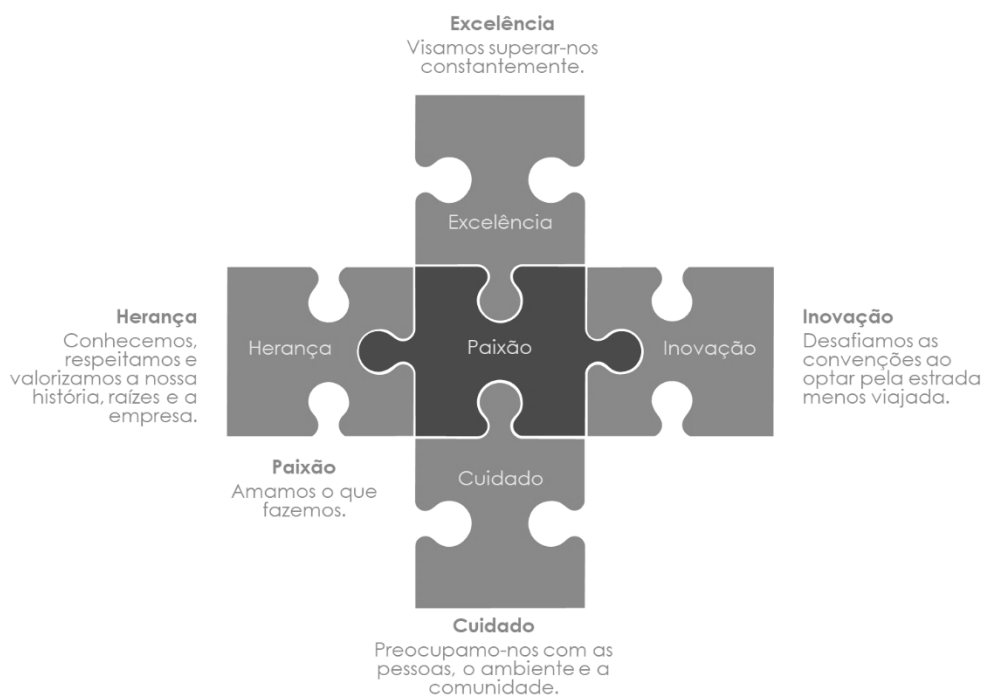 Excelência
Visamos superar-nos
constantemente.
Excelência
Herança
Conhecemos,
respeitamos e
valorizamos a nossa
história, raízes e a
empresa.
Herança
Paixão
Inovação
Inovação
Desafiamos as
convenções ao
optar pela estrada
menos viajada.
Paixão
Amamos o que
fazemos.
Cuidado
Cuidado
Preocupamo-nos com as
pessoas, o ambiente e a
comunidade.